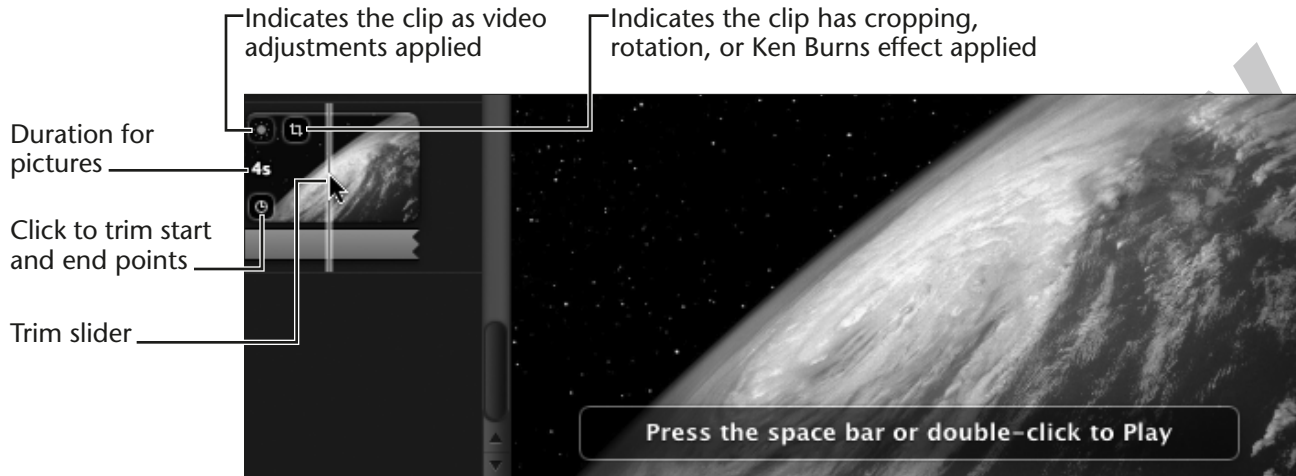 Indicates the clip as video
adjustments applied
Indicates the clip has cropping,
rotation, or Ken Burns effect applied
Duration for
pictures
4s
Click to trim start
and end points
Trim slider
Press the space bar or double-click to Play